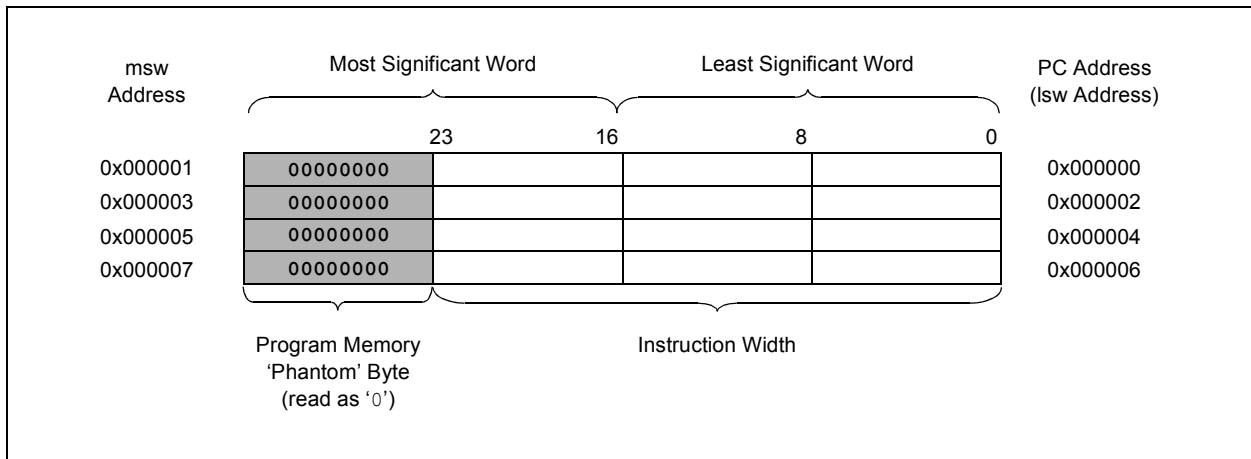 msw
Address
Most Significant Word
Least Significant Word
PC Address
(lsw Address)
23
16
8
0
0x000001
00000000
0x000000
0x000003
00000000
0x000002
0x000005
00000000
0x000004
0x000007
00000000
0x000006
Program Memory
‘Phantom’ Byte
(read as ‘0’)
Instruction Width